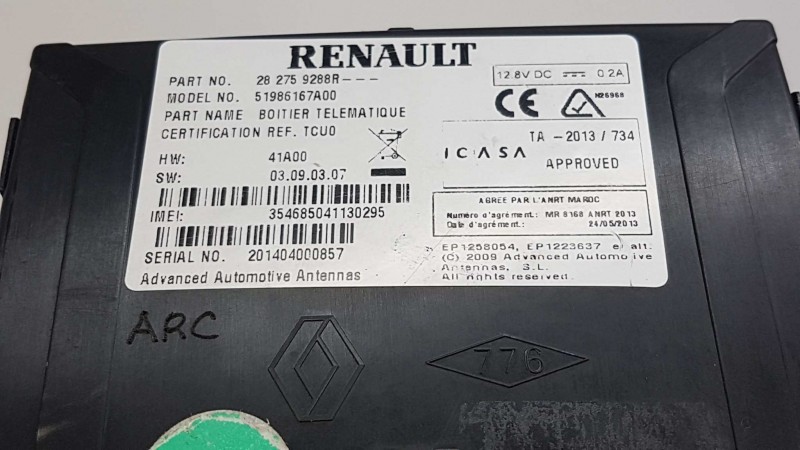 RENAULT
PART NO. 28 275 9288R---
MODEL NO. 51986167A00
PART NAME BOITIER TELEMATIQUE
CERTIFICATION REF. TCU0
HW: 41A00
SW: 03.09.03.07
IMEI: 354685041130295
SERIAL NO. 201404000857
Advanced Automotive Antennas
12.8V DC 0.2A
CE
N26968
ICASA
TA - 2013 / 734
APPROVED
AGREE PAR L'ANRT MAROC
Numéro d'agrément: MR 8168 ANRT 2013
Date d'agrément: 24/05/2013
EP1258054, EP1223637 et alt.
(C) 2009 Advanced Automotive
Antennas, S.L.
All rights reserved.
ARC
776